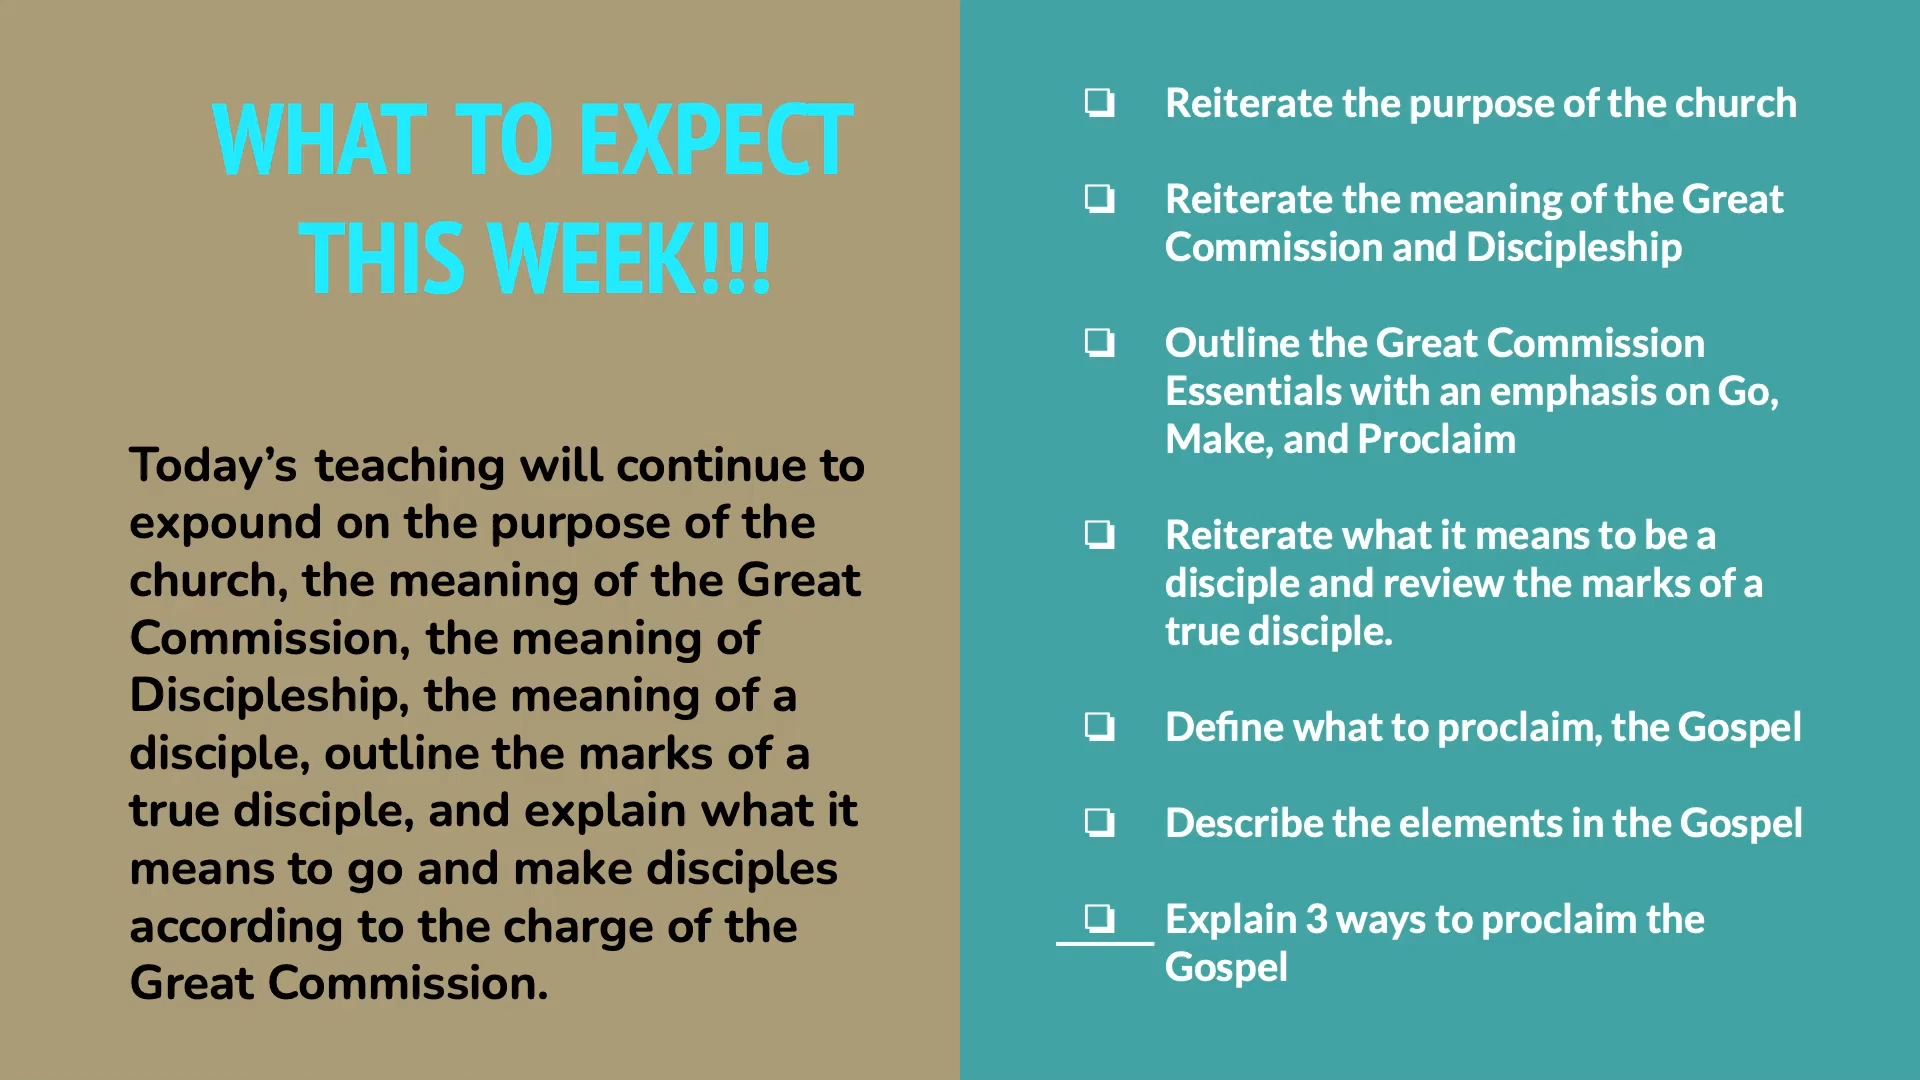 WHAT TO EXPECT
THIS WEEK!!!
Today’s teaching will continue to
expound on the purpose of the
church, the meaning of the Great
Commission, the meaning of
Discipleship, the meaning of a
disciple, outline the marks of a
true disciple, and explain what it
means to go and make disciples
according to the charge of the
Great Commission.
❏ Reiterate the purpose of the church
❏ Reiterate the meaning of the Great
Commission and Discipleship
❏ Outline the Great Commission
Essentials with an emphasis on Go,
Make, and Proclaim
❏ Reiterate what it means to be a
disciple and review the marks of a
true disciple.
❏ Define what to proclaim, the Gospel
❏ Describe the elements in the Gospel
❏ Explain 3 ways to proclaim the
Gospel